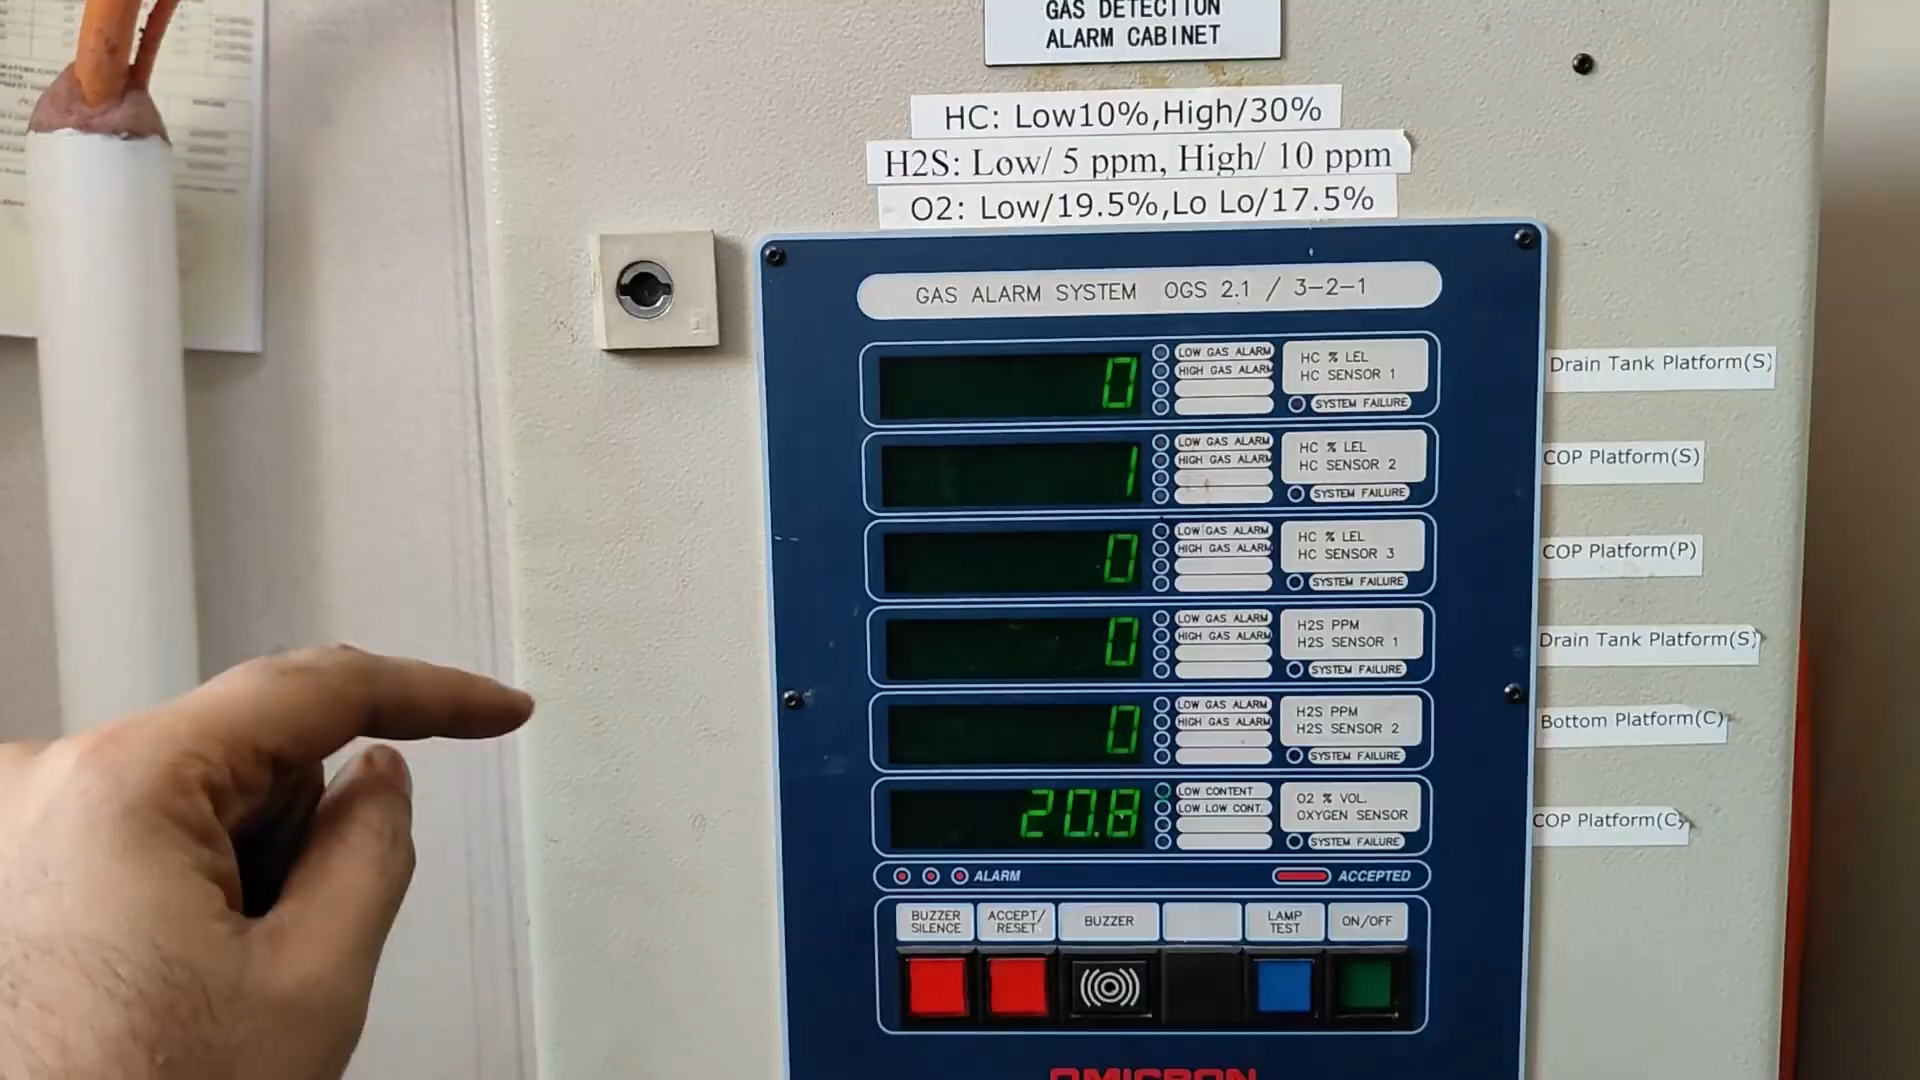 GAS DETECTION
ALARM CABINET
HC: Low10%,High/30%
H2S: Low/ 5 ppm, High/ 10 ppm
O2: Low/19.5%,Lo Lo/17.5%
GAS ALARM SYSTEM OGS 2.1 / 3-2-1
0
LOW GAS ALARM
HIGH GAS ALARM
HC % LEL
HC SENSOR 1
SYSTEM FAILURE
Drain Tank Platform(S)
1
LOW GAS ALARM
HIGH GAS ALARM
HC % LEL
HC SENSOR 2
SYSTEM FAILURE
COP Platform(S)
0
LOW GAS ALARM
HIGH GAS ALARM
HC % LEL
HC SENSOR 3
SYSTEM FAILURE
COP Platform(P)
0
LOW GAS ALARM
HIGH GAS ALARM
H2S PPM
H2S SENSOR 1
SYSTEM FAILURE
Drain Tank Platform(S)
0
LOW GAS ALARM
HIGH GAS ALARM
H2S PPM
H2S SENSOR 2
SYSTEM FAILURE
Bottom Platform(C)
20.8
LOW CONTENT
LOW LOW CONT.
O2 % VOL.
OXYGEN SENSOR
SYSTEM FAILURE
COP Platform(C)
ALARM
ACCEPTED
BUZZER
SILENCE
ACCEPT/
RESET
BUZZER
LAMP
TEST
ON/OFF
OMICRON